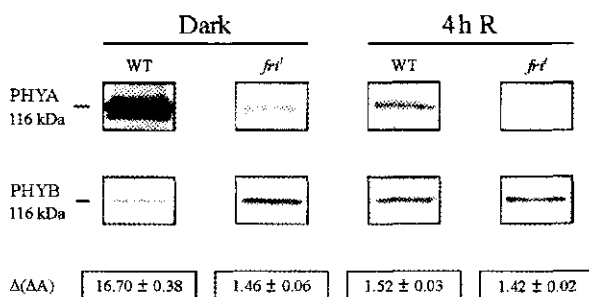 Dark 4h R
WT fri¹ WT fri¹
PHYA
116 kDa
PHYB
116 kDa
Δ(ΔA) 16.70 ± 0.38 1.46 ± 0.06 1.52 ± 0.03 1.42 ± 0.02